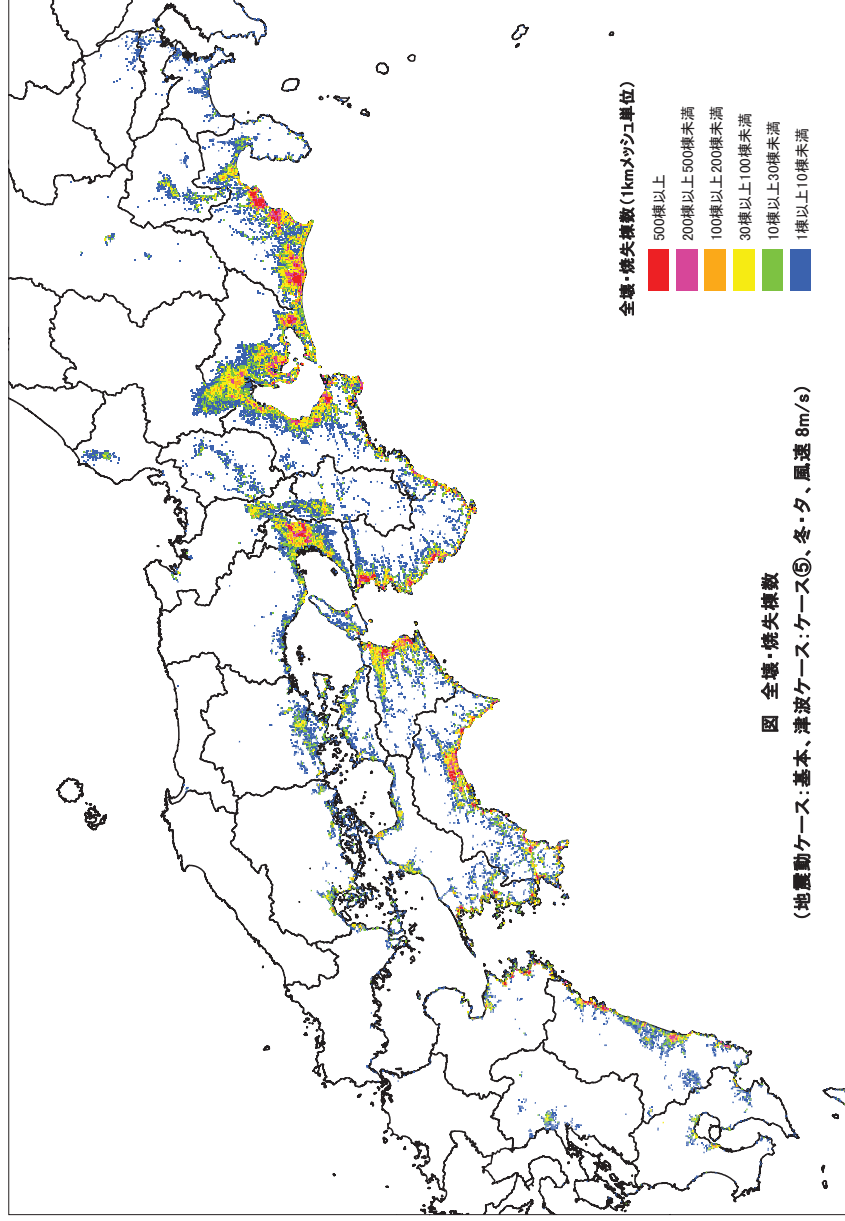 全壊・焼失棟数(1kmメッシュ単位)
500棟以上
200棟以上500棟未満
100棟以上200棟未満
30棟以上100棟未満
10棟以上30棟未満
1棟以上10棟未満
図 全壊・焼失棟数
(地震動ケース:基本、津波ケース:ケース⑤、冬・夕、風速 8m/s)